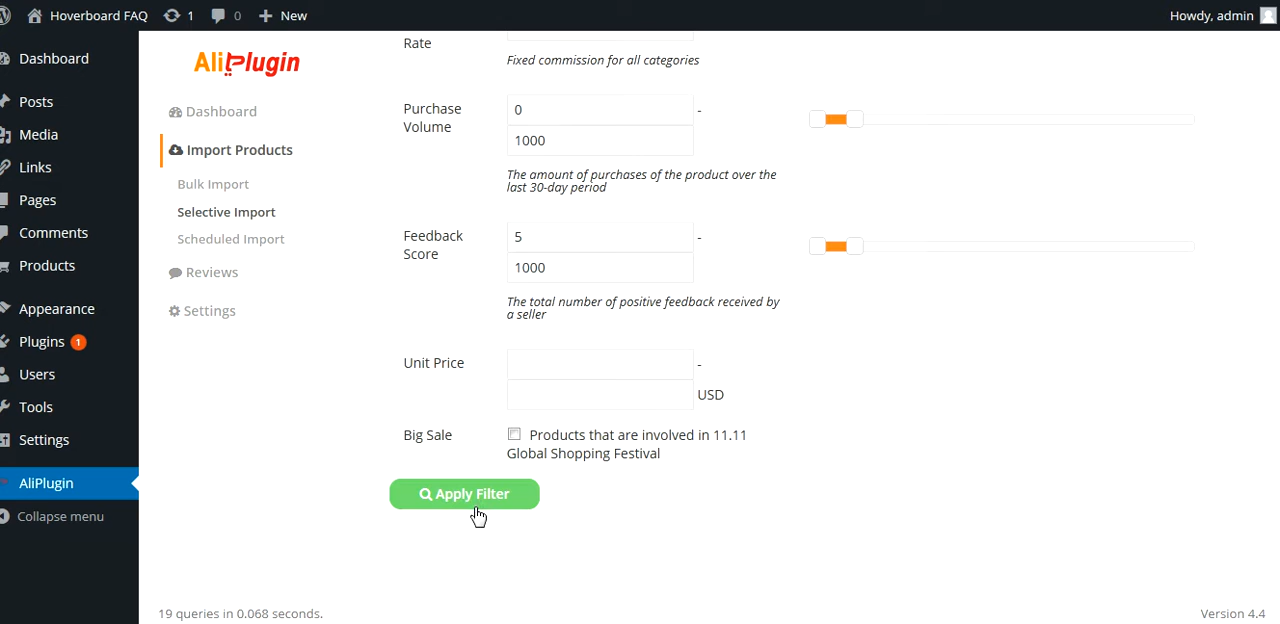 Hoverboard FAQ 1 0 New Howdy, admin
Dashboard
Posts
Media
Links
Pages
Comments
Products
Appearance
Plugins 1
Users
Tools
Settings
AliPlugin
Collapse menu
AliPlugin
Dashboard
Import Products
Bulk Import
Selective Import
Scheduled Import
Reviews
Settings
Rate
Fixed commission for all categories
Purchase
Volume
0 -
1000
The amount of purchases of the product over the
last 30-day period
Feedback
Score
5 -
1000
The total number of positive feedback received by
a seller
Unit Price -
USD
Big Sale Products that are involved in 11.11
Global Shopping Festival
Apply Filter
19 queries in 0.068 seconds. Version 4.4